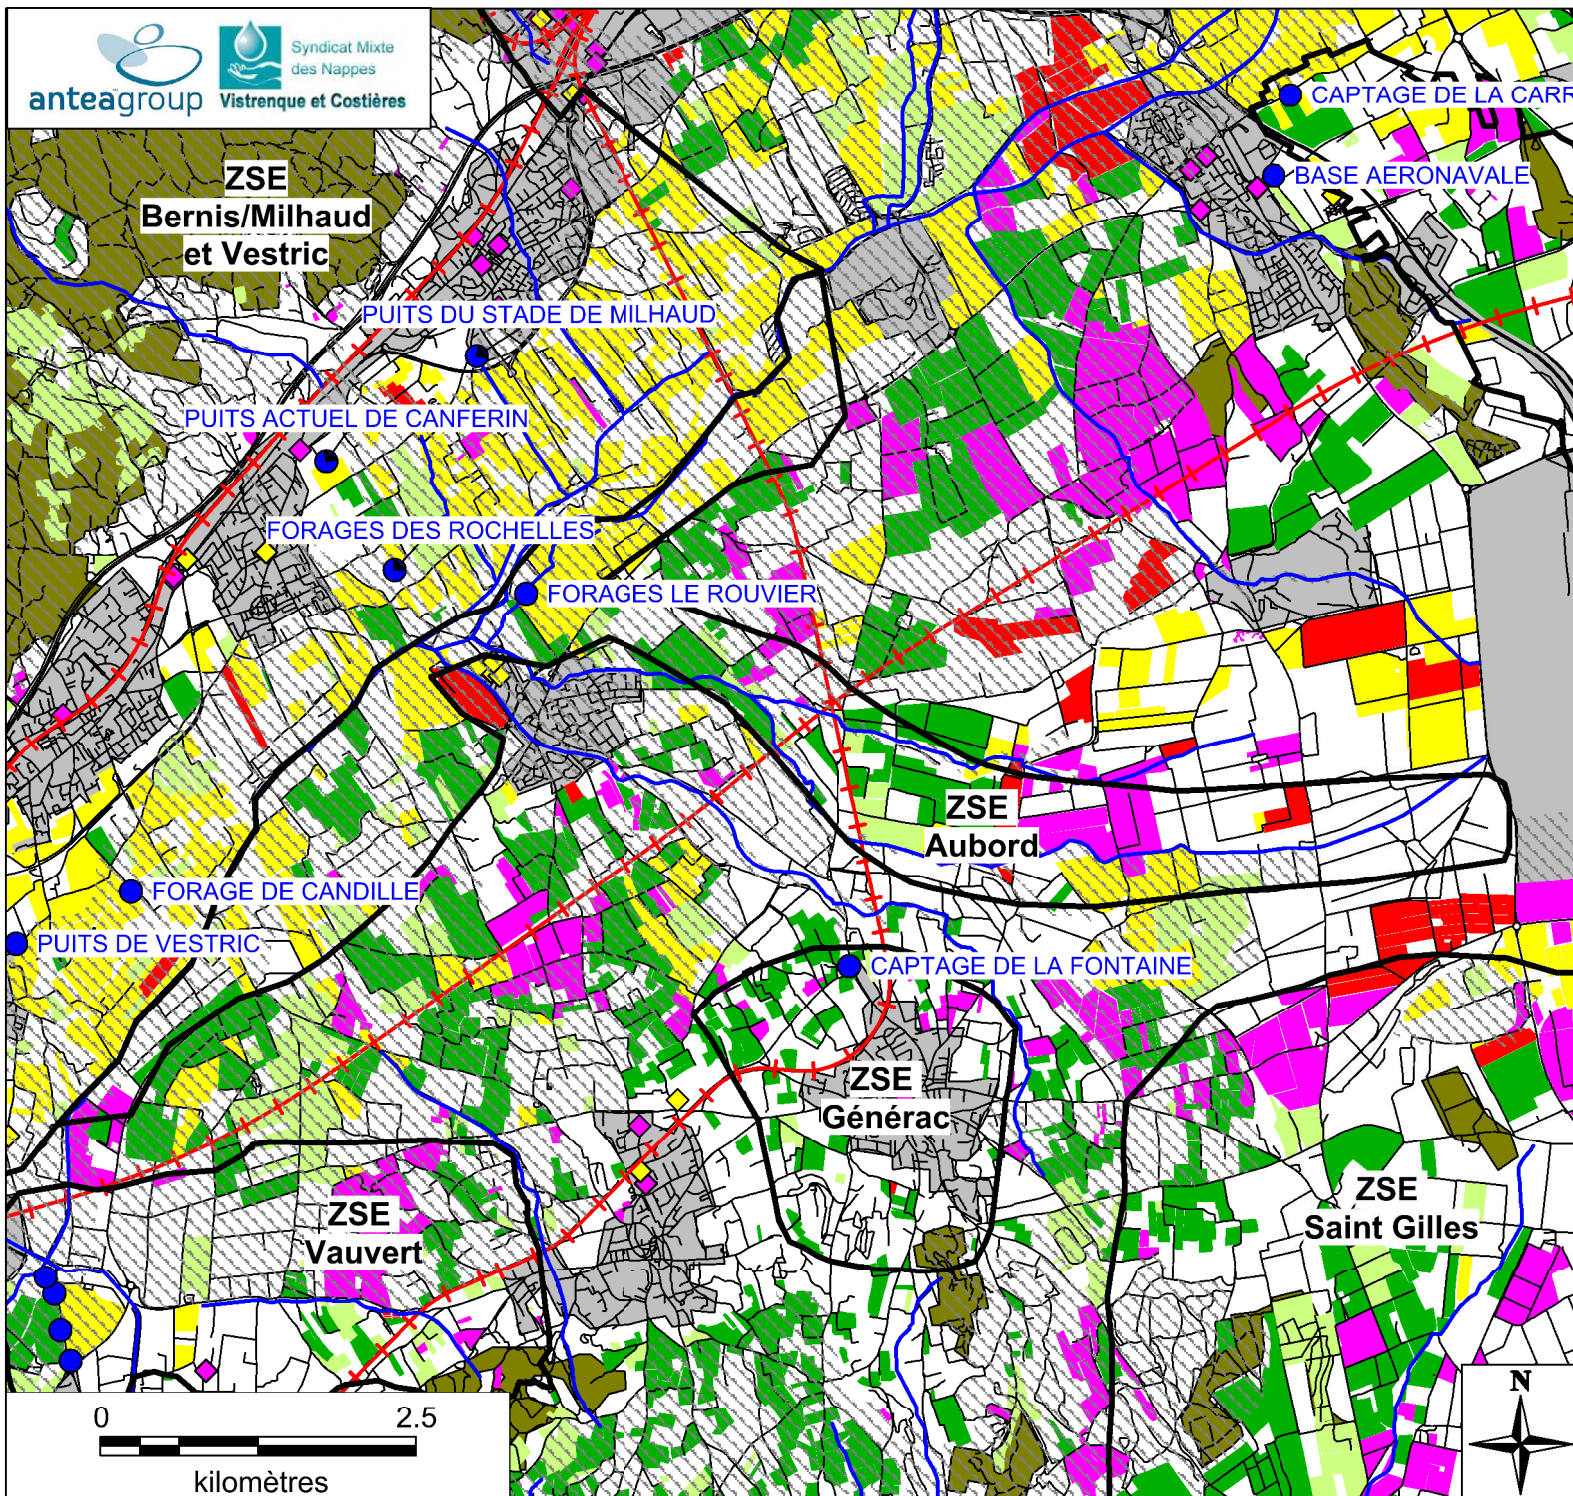 anteagroup
Syndicat Mixte
des Nappes
Vistrenque et Costières
CAPTAGE DE LA CARR
BASE AERONAVALE
ZSE
Bernis/Milhaud
et Vestric
PUITS DU STADE DE MILHAUD
PUITS ACTUEL DE CANFERIN
FORAGES DES ROCHELLES
FORAGES LE ROUVIER
ZSE
Aubord
FORAGE DE CANDILLE
PUITS DE VESTRIC
CAPTAGE DE LA FONTAINE
ZSE
Générac
ZSE
Vauvert
ZSE
Saint Gilles
0 2.5
kilomètres
N